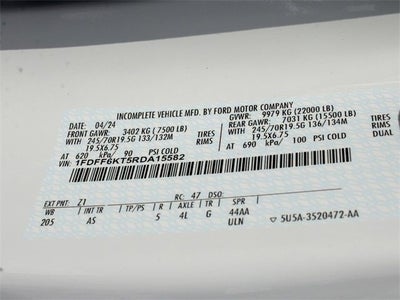 INCOMPLETE VEHICLE MFD. BY FORD MOTOR COMPANY
DATE: 04/24 GVWR: 9979 KG (22000 LB)
FRONT GAWR: 3402 KG (7500 LB) REAR GAWR: 7031 KG (15500 LB)
WITH 245/70R19.5G 133/132M TIRES WITH 245/70R19.5G 136/134M TIRES
19.5X6.75 RIMS 19.5X6.75 RIMS
AT 620 kPa/ 90 PSI COLD AT 690 kPa/ 100 PSI COLD
VIN: 1FDFF6KT5RDA15582
EXT PNT: Z1 RC: 47 DSO:
WB INT TR TP/PS R AXLE TR SPR
205 AS 5 4L G 44AA
ULN ▽ 5U5A-3520472-AA